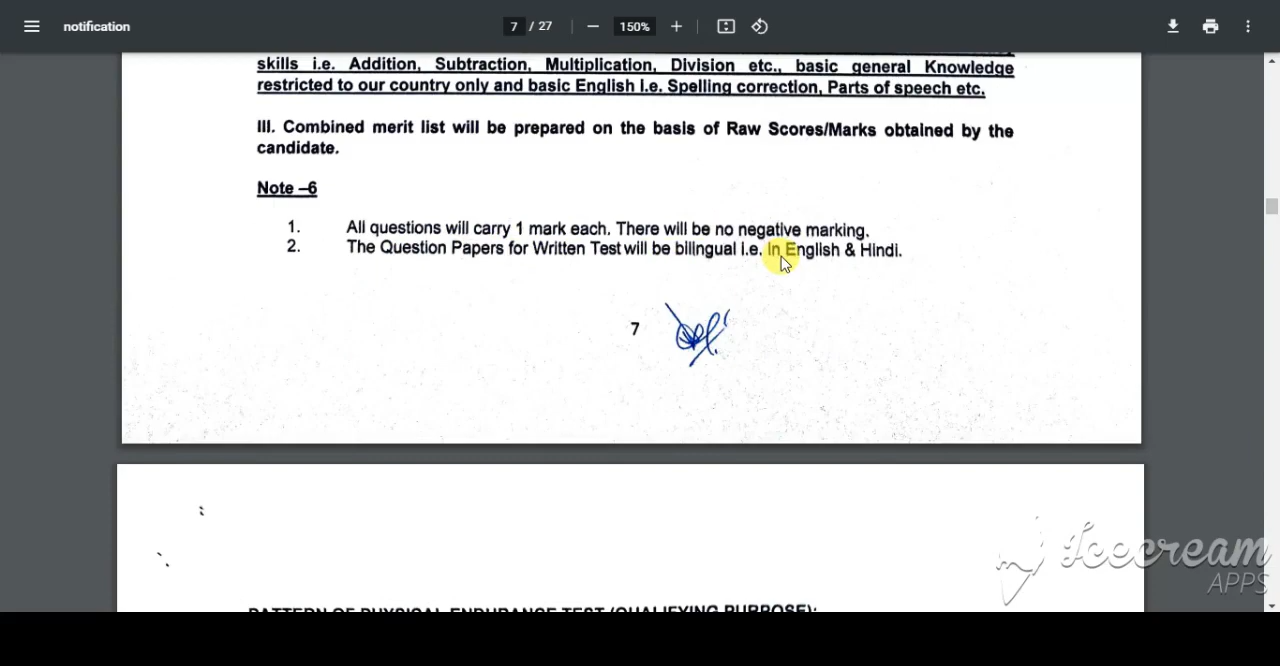 notification
7 / 27
150%
skills i.e. Addition, Subtraction, Multiplication, Division etc., basic general Knowledge
restricted to our country only and basic English i.e. Spelling correction, Parts of speech etc.
III. Combined merit list will be prepared on the basis of Raw Scores/Marks obtained by the
candidate.
Note –6
1. All questions will carry 1 mark each. There will be no negative marking.
2. The Question Papers for Written Test will be bilingual i.e. in English & Hindi.
7
PATTERN OF PHYSICAL ENDURANCE TEST (QUALIFYING PURPOSE):
Icecream
APPS